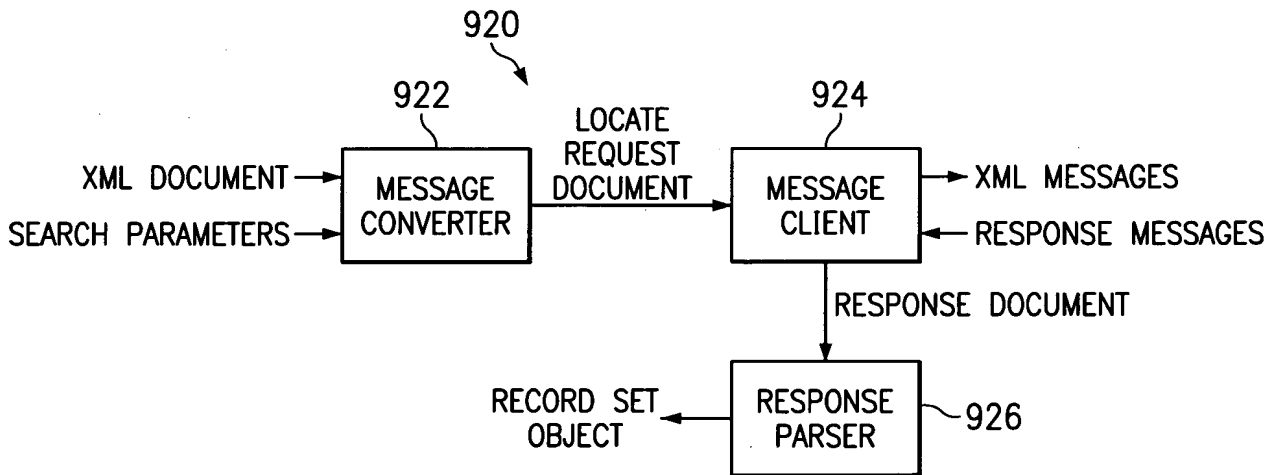 920
922
924
LOCATE
REQUEST
DOCUMENT
XML DOCUMENT
SEARCH PARAMETERS
MESSAGE
CONVERTER
MESSAGE
CLIENT
XML MESSAGES
RESPONSE MESSAGES
RESPONSE DOCUMENT
RECORD SET
OBJECT
RESPONSE
PARSER
926